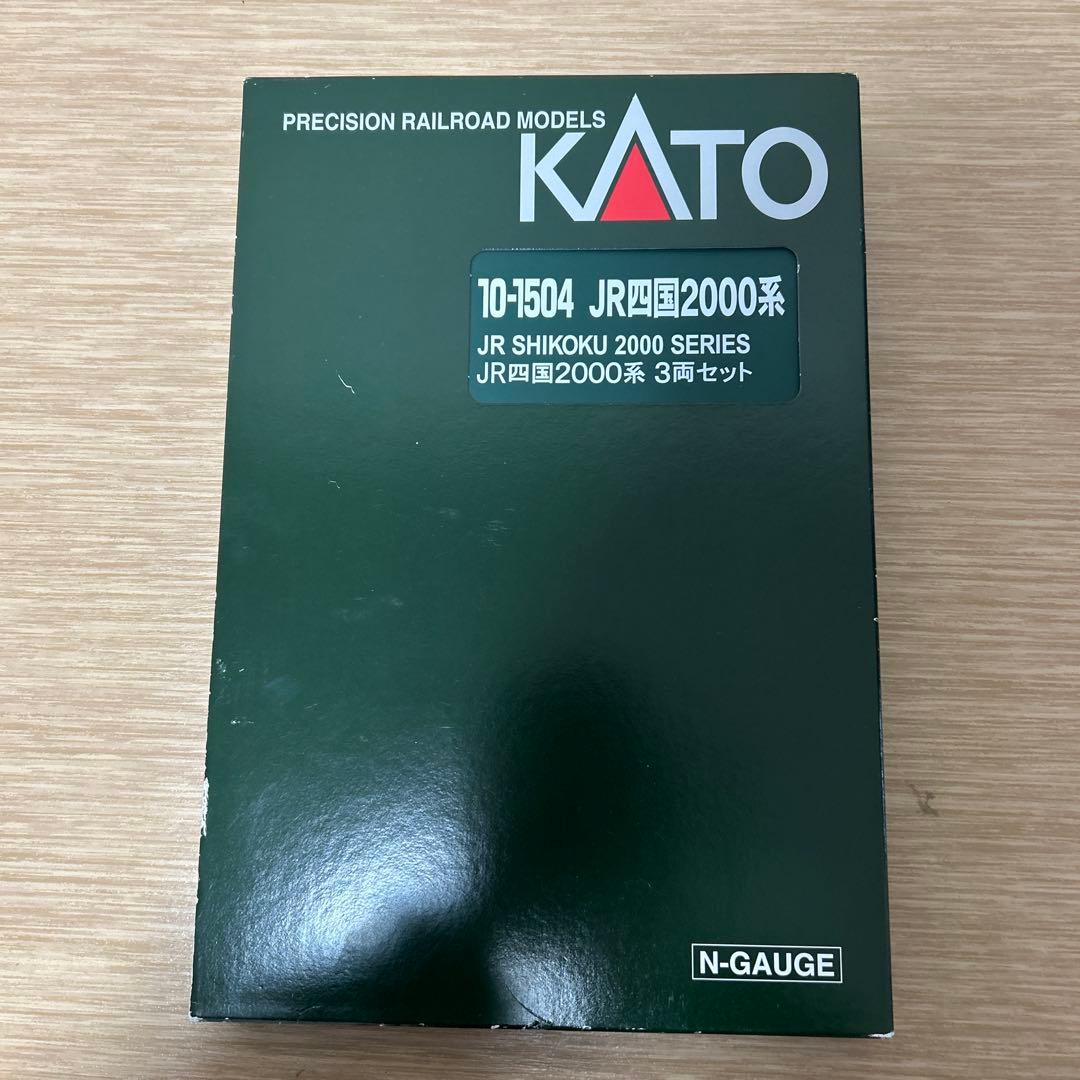 PRECISION RAILROAD MODELS
KATO
10-1504 JR四国2000系
JR SHIKOKU 2000 SERIES
JR四国2000系 3両セット
N-GAUGE